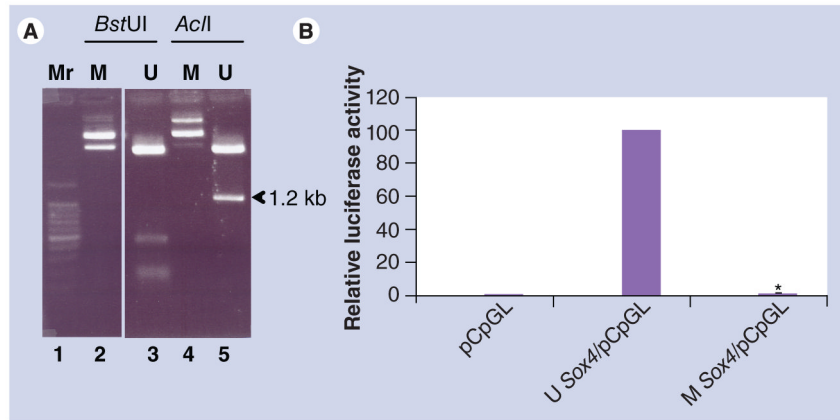 A
BstUI AclI
Mr M U M U
1.2 kb
1 2 3 4 5
B
Relative luciferase activity
120
100
80
60
40
20
0
*
pCpGL
U Sox4/pCpGL
M Sox4/pCpGL